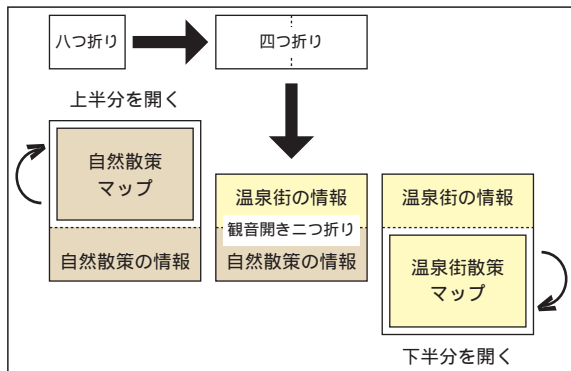 八つ折り
四つ折り
上半分を開く
自然散策
マップ
自然散策の情報
温泉街の情報
観音開き二つ折り
自然散策の情報
温泉街の情報
温泉街散策
マップ
下半分を開く